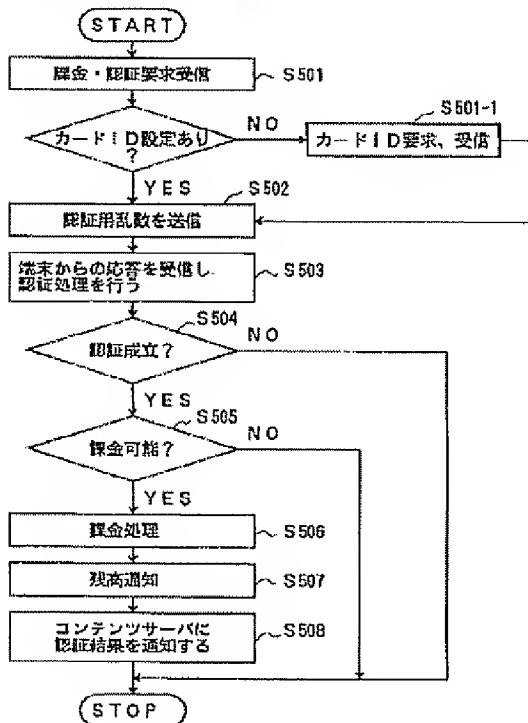 START
課金・認証要求受信
S501
カードID設定あり
?
NO
S501-1
カードID要求、受信
YES
S502
認証用乱数を送信
端末からの応答を受信し
認証処理を行う
S503
S504
認証成立?
NO
YES
S505
課金可能?
NO
YES
課金処理
S506
残高通知
S507
コンテンツサーバに
認証結果を通知する
S508
STOP